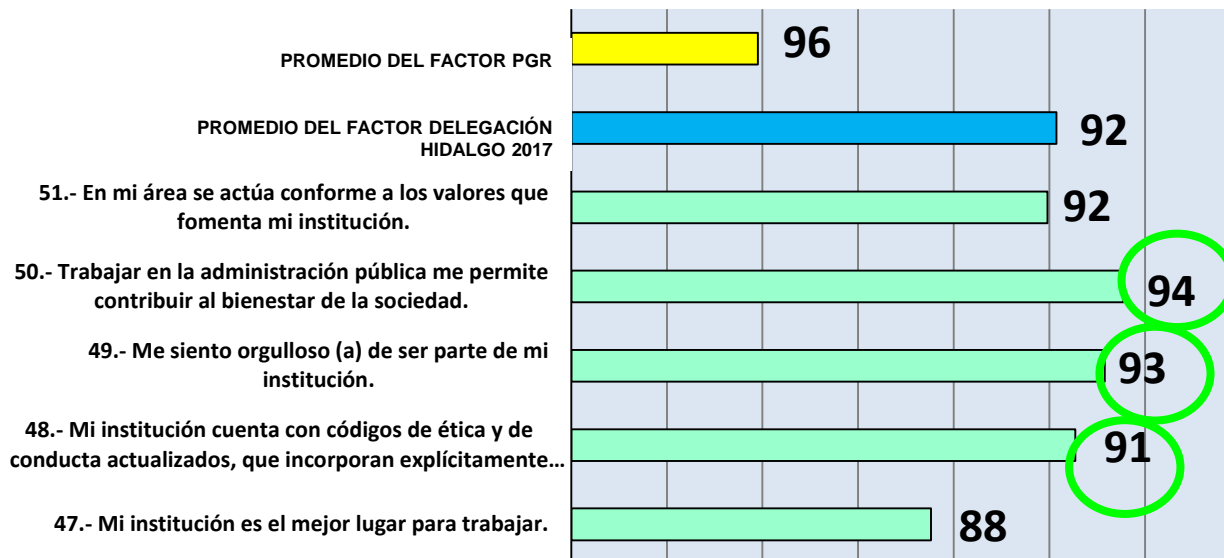 PROMEDIO DEL FACTOR PGR
96
PROMEDIO DEL FACTOR DELEGACIÓN
HIDALGO 2017
92
51.- En mi área se actúa conforme a los valores que
fomenta mi institución.
92
50.- Trabajar en la administración pública me permite
contribuir al bienestar de la sociedad.
94
49.- Me siento orgulloso (a) de ser parte de mi
institución.
93
48.- Mi institución cuenta con códigos de ética y de
conducta actualizados, que incorporan explícitamente…
91
47.- Mi institución es el mejor lugar para trabajar.
88